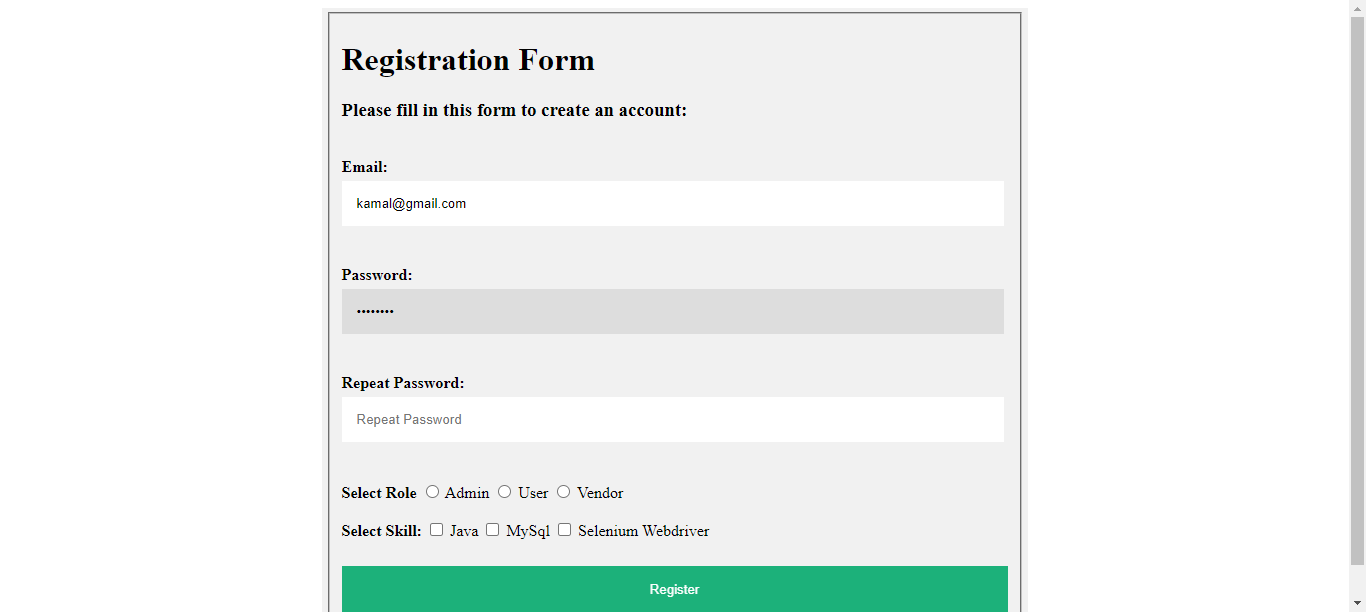 Registration Form
Please fill in this form to create an account:
Email:
kamal@gmail.com
Password:
••••••••
Repeat Password:
Repeat Password
Select Role Admin User Vendor
Select Skill: Java MySql Selenium Webdriver
Register